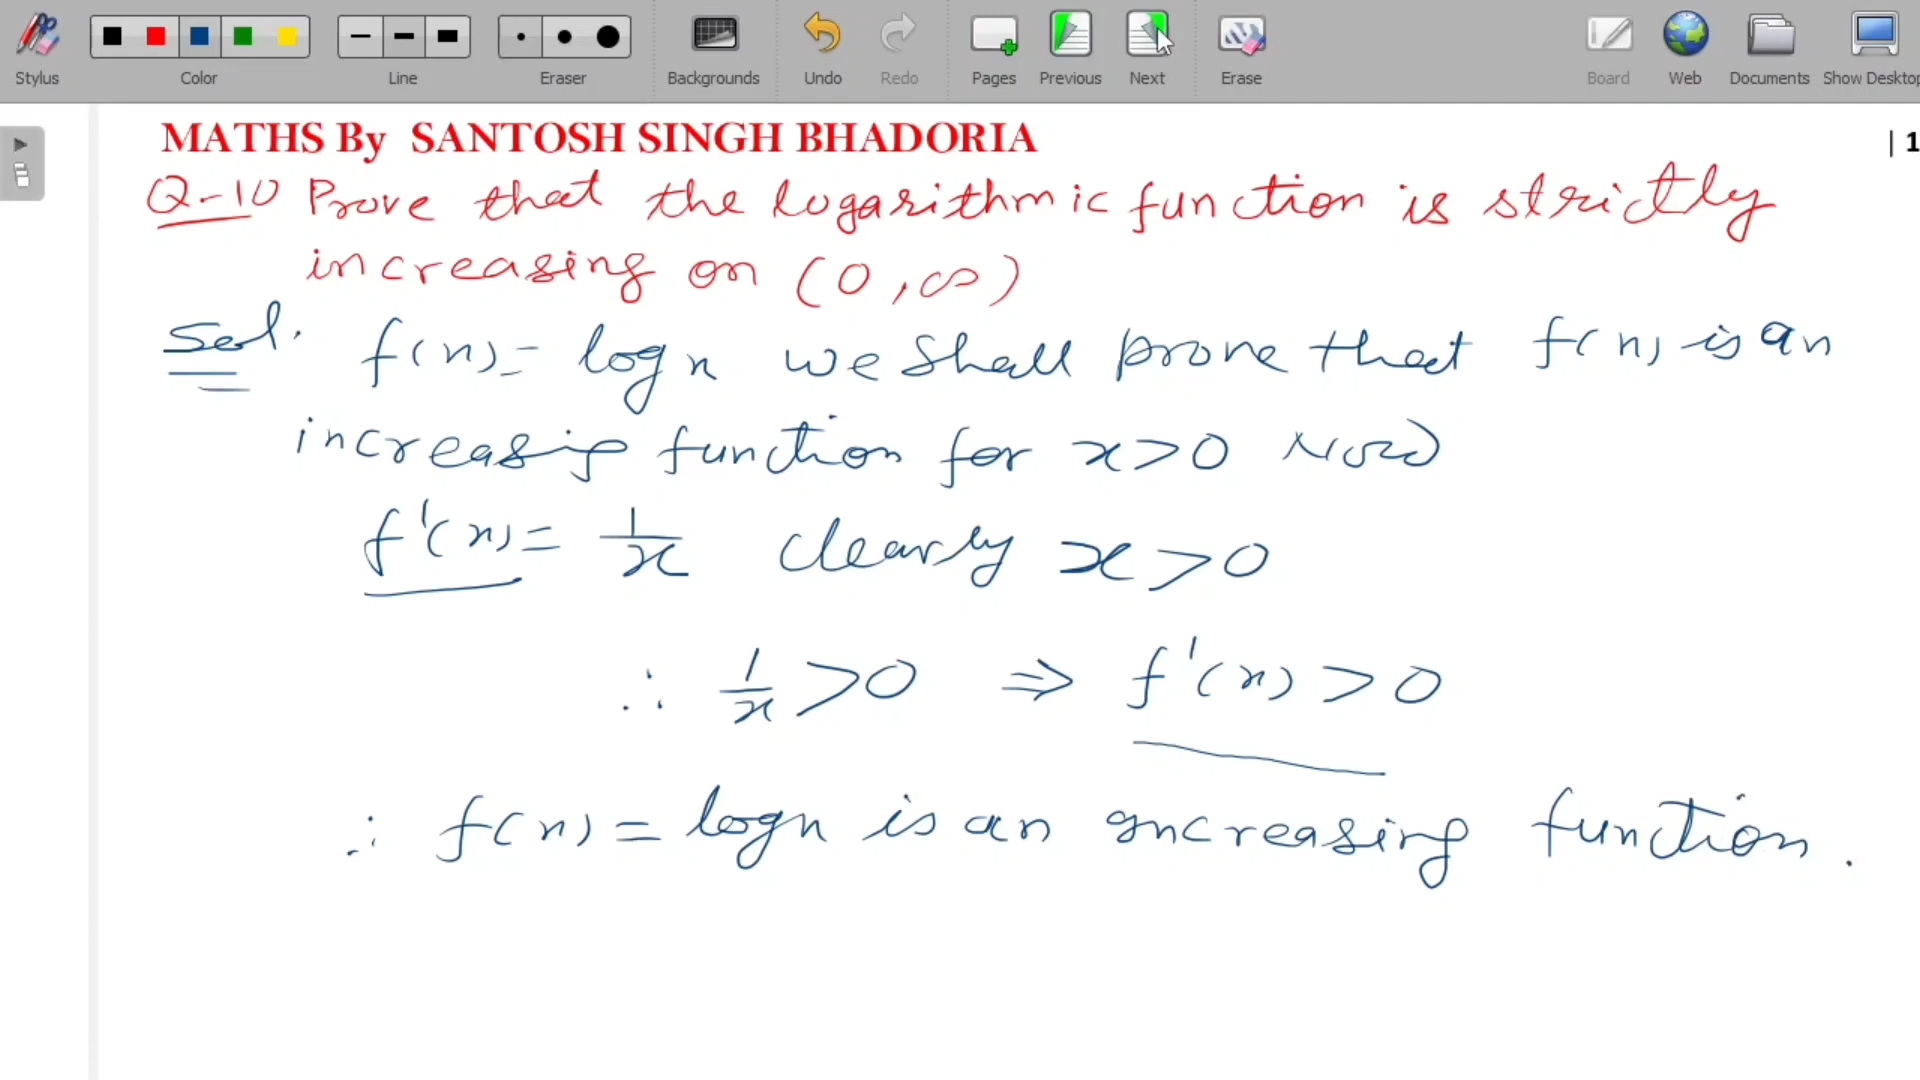 Stylus Color Line Eraser Backgrounds Undo Redo Pages Previous Next Erase Board Web Documents Show Desktop
MATHS By SANTOSH SINGH BHADORIA
| 1
Q-10 Prove that the logarithmic function is strictly
increasing on (0, ∞)
Sol. f(x) = log x we shall prove that f(x) is an
increasing function for x>0 Now
f'(x) = 1/x clearly x>0
∴ 1/x >0 ⇒ f'(x) > 0
∴ f(x) = log x is an increasing function.